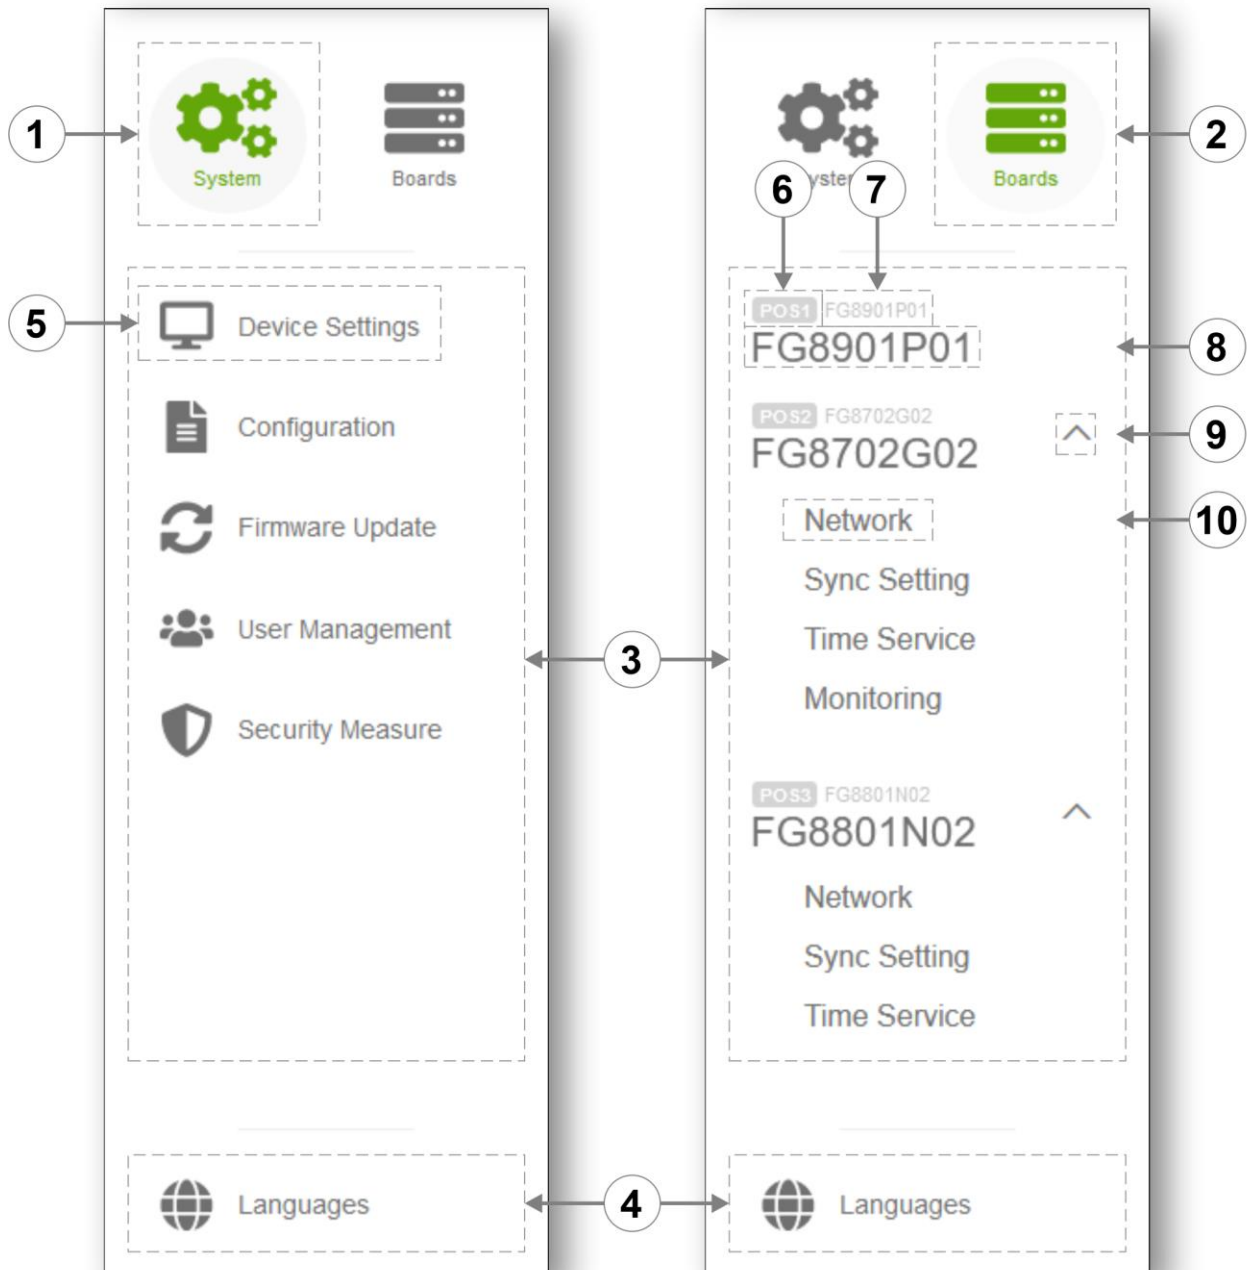 1
System
Boards
5
Device Settings
Configuration
Firmware Update
User Management
Security Measure
3
Languages
4
System
Boards
2
6
7
POS1 FG8901P01
FG8901P01
8
POS2 FG8702G02
FG8702G02
9
Network
10
Sync Setting
Time Service
Monitoring
POS3 FG8801N02
FG8801N02
Network
Sync Setting
Time Service
Languages